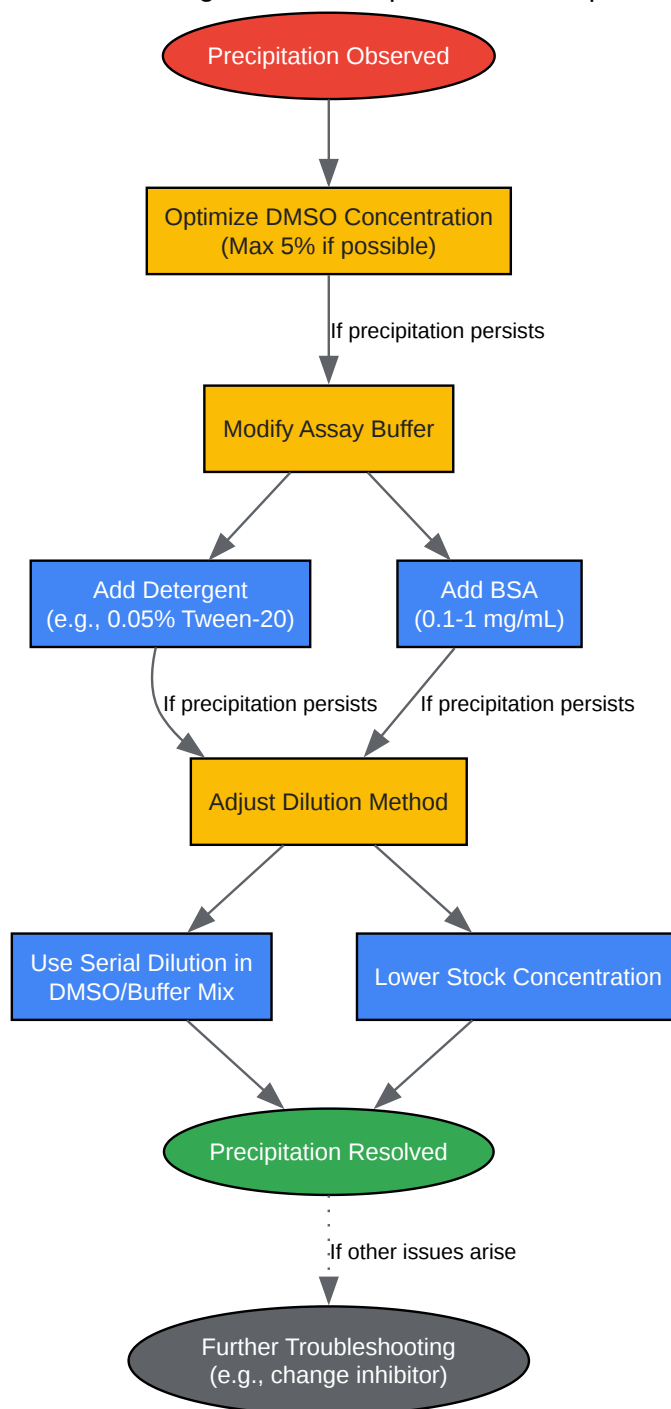 Precipitation Observed
Optimize DMSO Concentration
(Max 5% if possible)
If precipitation persists
Modify Assay Buffer
Add Detergent
(e.g., 0.05% Tween-20)
Add BSA
(0.1-1 mg/mL)
If precipitation persists
If precipitation persists
Adjust Dilution Method
Use Serial Dilution in
DMSO/Buffer Mix
Lower Stock Concentration
Precipitation Resolved
If other issues arise
Further Troubleshooting
(e.g., change inhibitor)